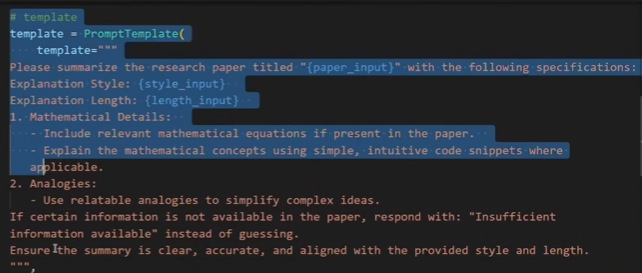 # template
template = PromptTemplate(
template="""
Please summarize the research paper titled "{paper_input}" with the following specifications:
Explanation Style: {style_input}
Explanation Length: {length_input}
1. Mathematical Details:
- Include relevant mathematical equations if present in the paper.
- Explain the mathematical concepts using simple, intuitive code snippets where
applicable.
2. Analogies:
- Use relatable analogies to simplify complex ideas.
If certain information is not available in the paper, respond with: "Insufficient
information available" instead of guessing.
Ensure the summary is clear, accurate, and aligned with the provided style and length.
""",